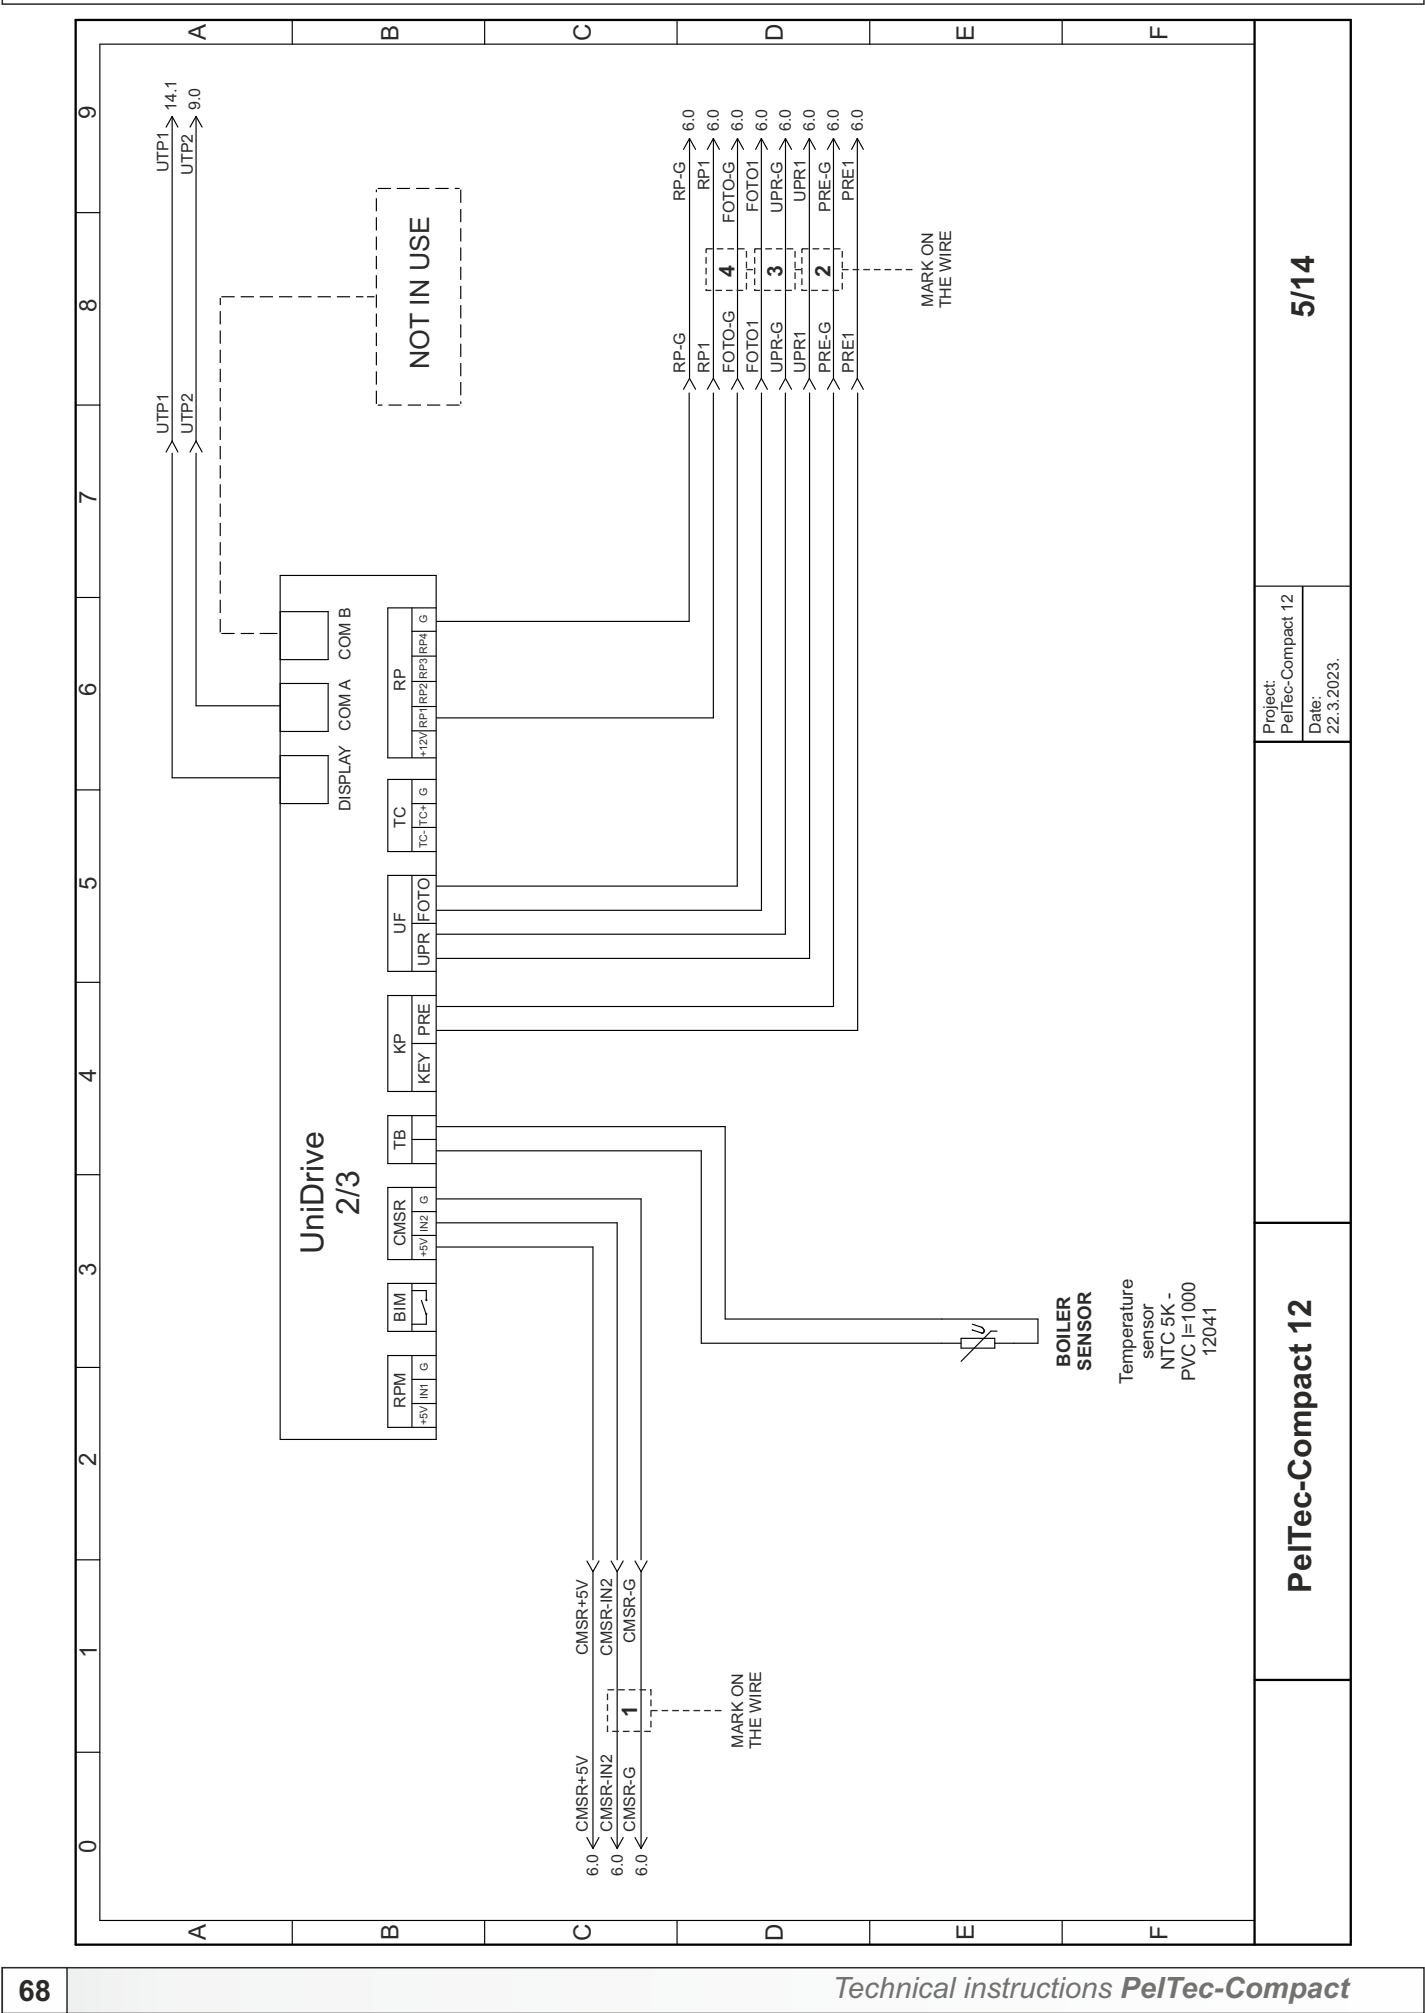 0
1
2
3
4
5
6
7
8
9
A
B
C
D
E
F
A
B
C
D
E
F
UTP1
UTP1
14.1
UTP2
UTP2
9.0
NOT IN USE
UniDrive
2/3
DISPLAY
COM A
COM B
RPM
+5V
IN1
G
BIM
CMSR
+5V
IN2
G
TB
KP
KEY
PRE
UF
UPR
FOTO
TC
TC-
TC+
G
RP
+12V
RP1
RP2
RP3
RP4
G
6.0
CMSR+5V
CMSR+5V
6.0
CMSR-IN2
CMSR-IN2
6.0
CMSR-G
CMSR-G
1
MARK ON
THE WIRE
RP-G
RP-G
6.0
RP1
RP1
6.0
FOTO-G
FOTO-G
6.0
FOTO1
FOTO1
6.0
UPR-G
UPR-G
6.0
UPR1
UPR1
6.0
PRE-G
PRE-G
6.0
PRE1
PRE1
6.0
4
3
2
MARK ON
THE WIRE
U
BOILER
SENSOR
Temperature
sensor
NTC 5K -
PVC l=1000
12041
PelTec-Compact 12
Project:
PelTec-Compact 12
Date:
22.3.2023.
5/14
68
Technical instructions PelTec-Compact